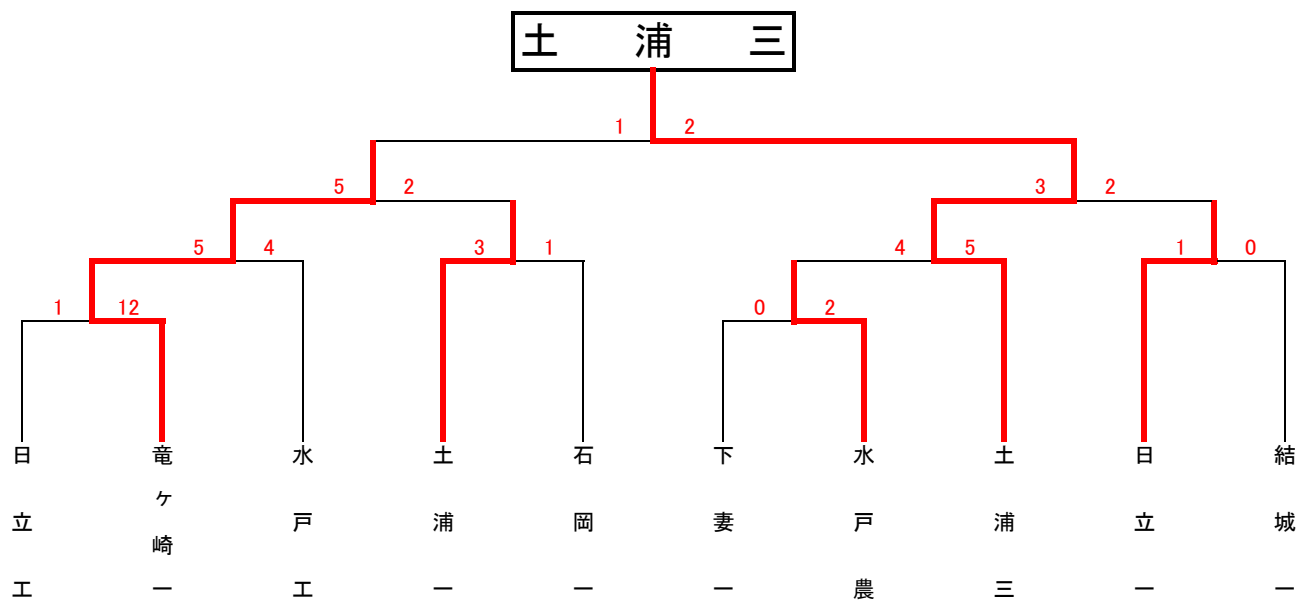 土浦三
1 2
5 2 3 2
5 4 3 1 4 5 1 0
1 12 0 2
日立工
竜ヶ崎一
水戸工
土浦一
石岡一
下妻一
水戸農
土浦三
日立一
結城一